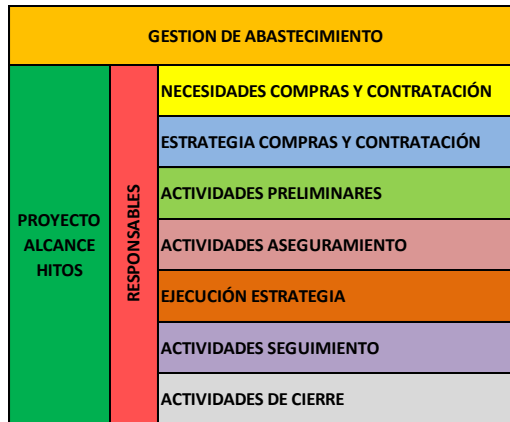 GESTION DE ABASTECIMIENTO
PROYECTO
ALCANCE
HITOS
RESPONSABLES
NECESIDADES COMPRAS Y CONTRATACIÓN
ESTRATEGIA COMPRAS Y CONTRATACIÓN
ACTIVIDADES PRELIMINARES
ACTIVIDADES ASEGURAMIENTO
EJECUCIÓN ESTRATEGIA
ACTIVIDADES SEGUIMIENTO
ACTIVIDADES DE CIERRE